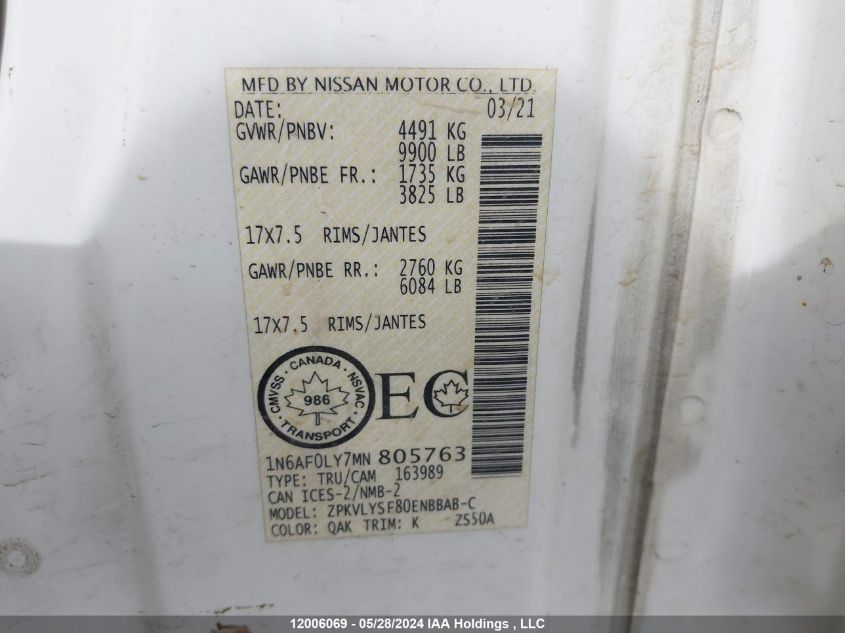 MFD BY NISSAN MOTOR CO., LTD.
DATE: 03/21
GVWR/PNBV: 4491 KG
9900 LB
GAWR/PNBE FR.: 1735 KG
3825 LB
17X7.5 RIMS/JANTES
GAWR/PNBE RR.: 2760 KG
6084 LB
17X7.5 RIMS/JANTES
CMVSS · CANADA · NSVAC
986
TRANSPORT
EC
1N6AF0LY7MN 805763
TYPE: TRU/CAM 163989
CAN ICES-2/NMB-2
MODEL: ZPKVLYSF80ENBBAB-C
COLOR: QAK TRIM: K ZS50A
12006069 - 05/28/2024 IAA Holdings , LLC